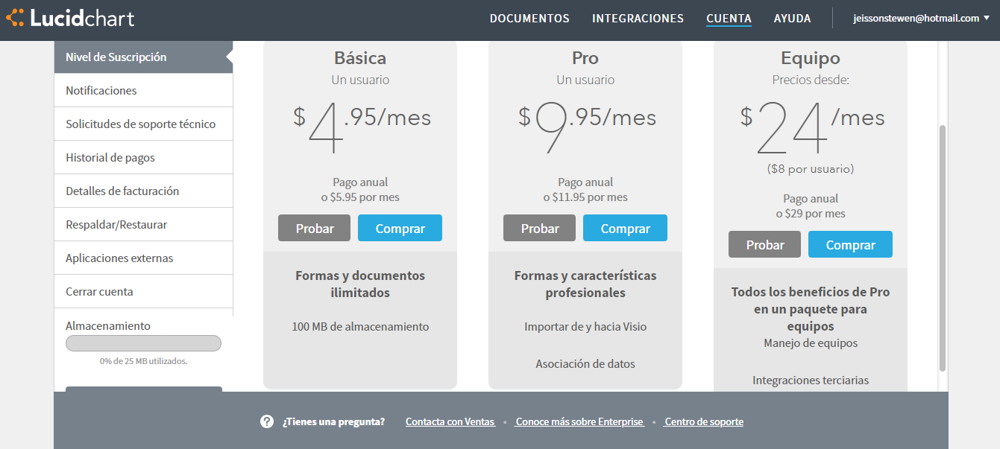 Lucidchart
DOCUMENTOS INTEGRACIONES CUENTA AYUDA jeissonstewen@hotmail.com
Nivel de Suscripción
Notificaciones
Solicitudes de soporte técnico
Historial de pagos
Detalles de facturación
Respaldar/Restaurar
Aplicaciones externas
Cerrar cuenta
Almacenamiento
0% de 25 MB utilizados.
Básica
Un usuario
$4.95/mes
Pago anual
o $5.95 por mes
Probar Comprar
Formas y documentos
ilimitados
100 MB de almacenamiento
Pro
Un usuario
$9.95/mes
Pago anual
o $11.95 por mes
Probar Comprar
Formas y características
profesionales
Importar de y hacia Visio
Asociación de datos
Equipo
Precios desde:
$24/mes
($8 por usuario)
Pago anual
o $29 por mes
Probar Comprar
Todos los beneficios de Pro
en un paquete para
equipos
Manejo de equipos
Integraciones terciarias
? ¿Tienes una pregunta? Contacta con Ventas • Conoce más sobre Enterprise • Centro de soporte